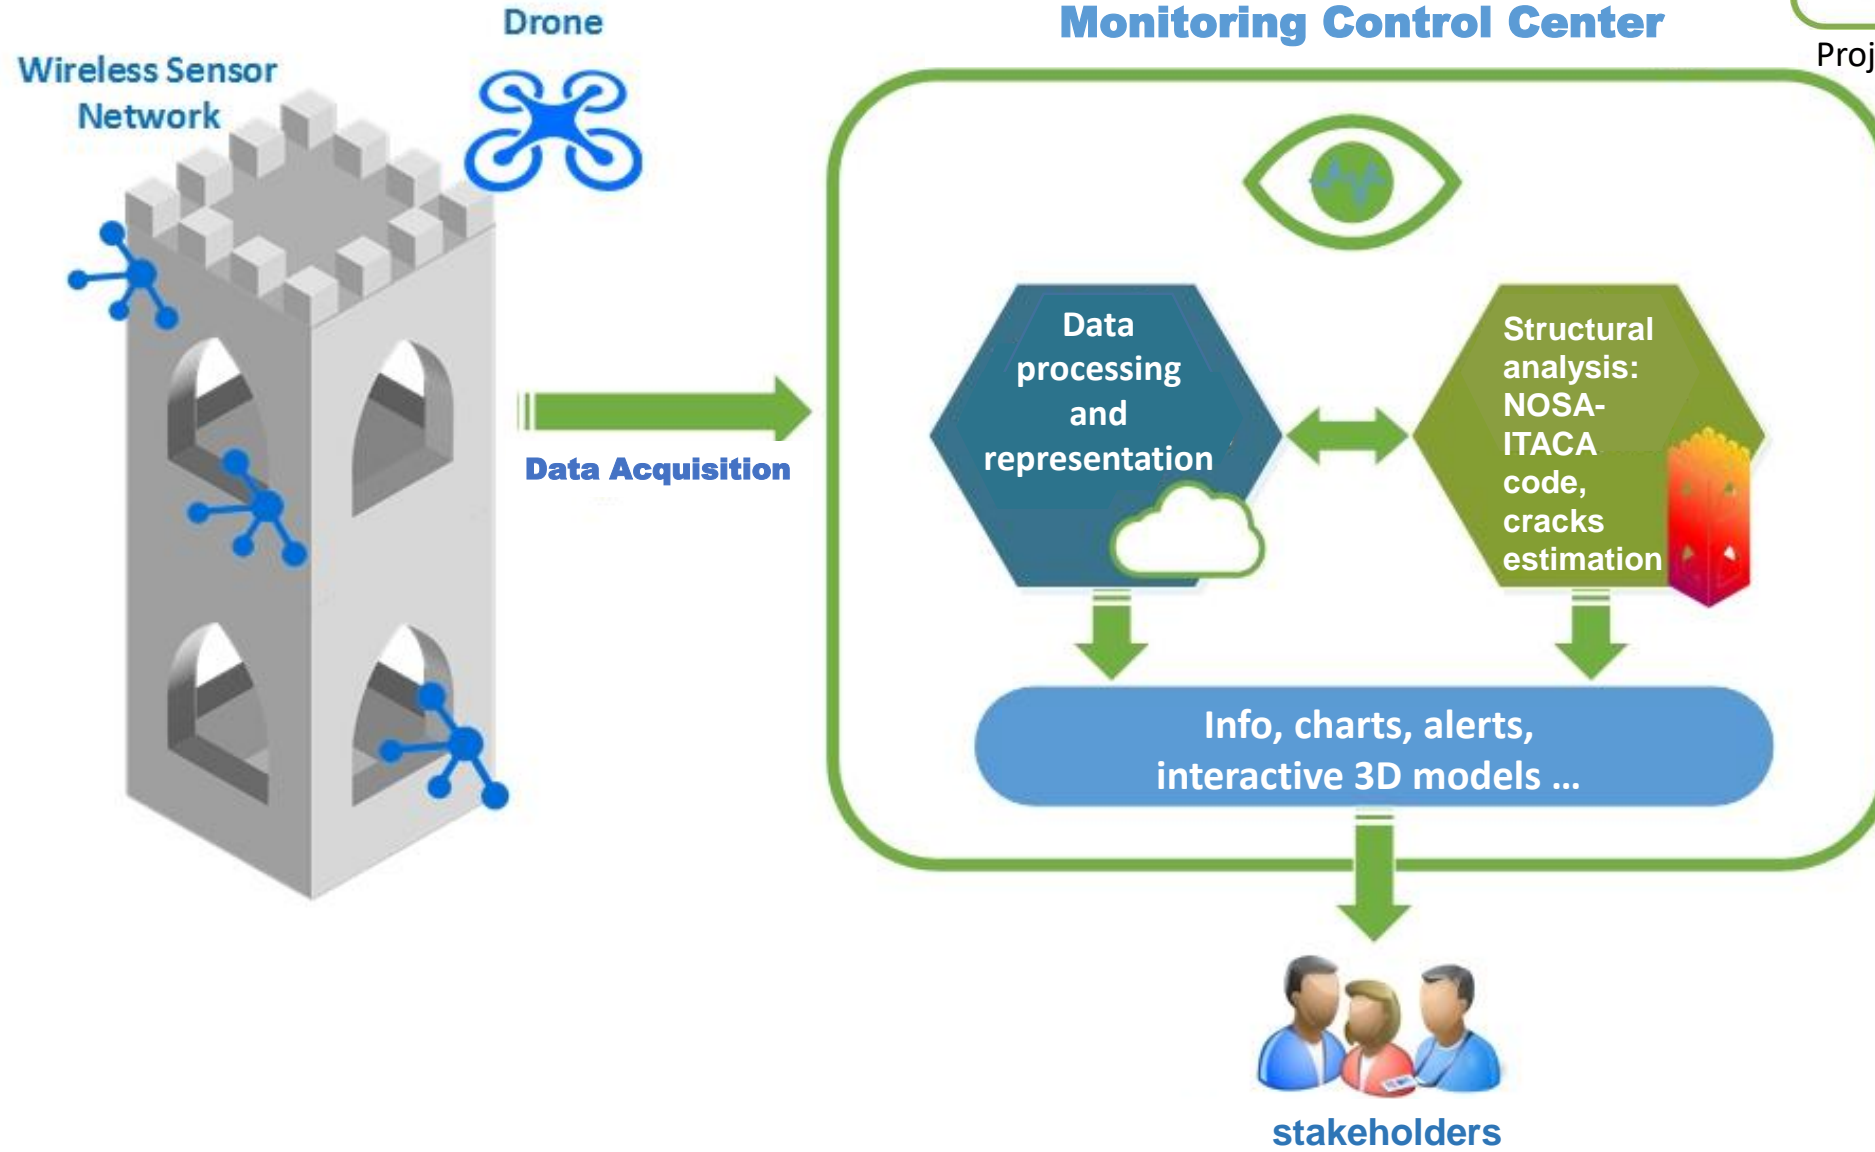 Drone
Monitoring Control Center
Wireless Sensor
Network
Data Acquisition
Data
processing
and
representation
Structural
analysis:
NOSA-
ITACA
code,
cracks
estimation
Info, charts, alerts,
interactive 3D models ...
stakeholders